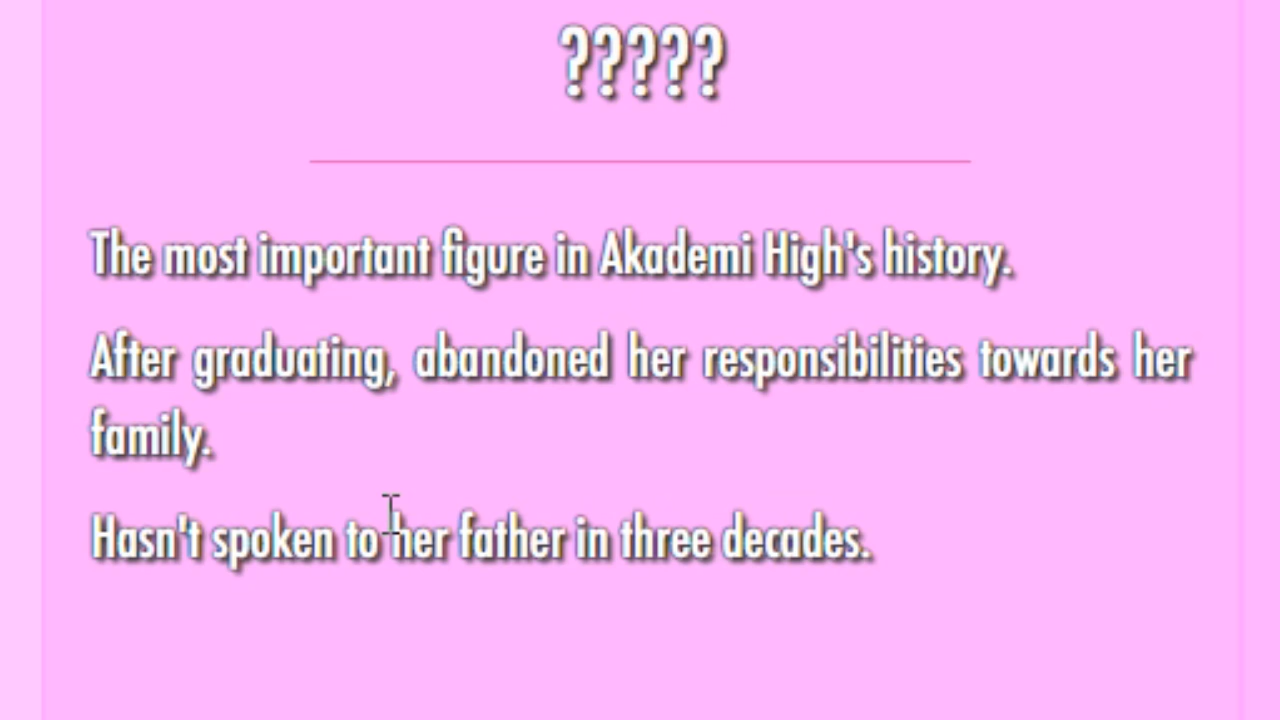 ?????
The most important figure in Akademi High's history.
After graduating, abandoned her responsibilities towards her
family.
Hasn't spoken to her father in three decades.